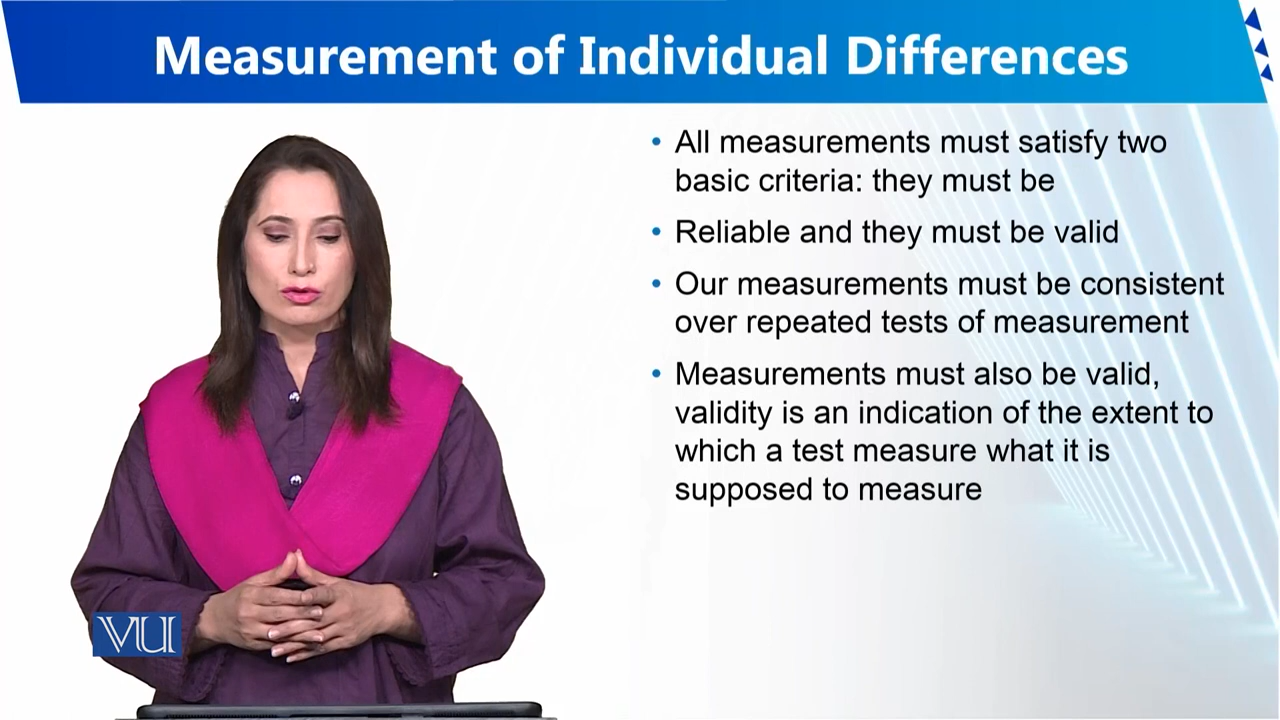 Measurement of Individual Differences
• All measurements must satisfy two
basic criteria: they must be
• Reliable and they must be valid
• Our measurements must be consistent
over repeated tests of measurement
• Measurements must also be valid,
validity is an indication of the extent to
which a test measure what it is
supposed to measure
VU